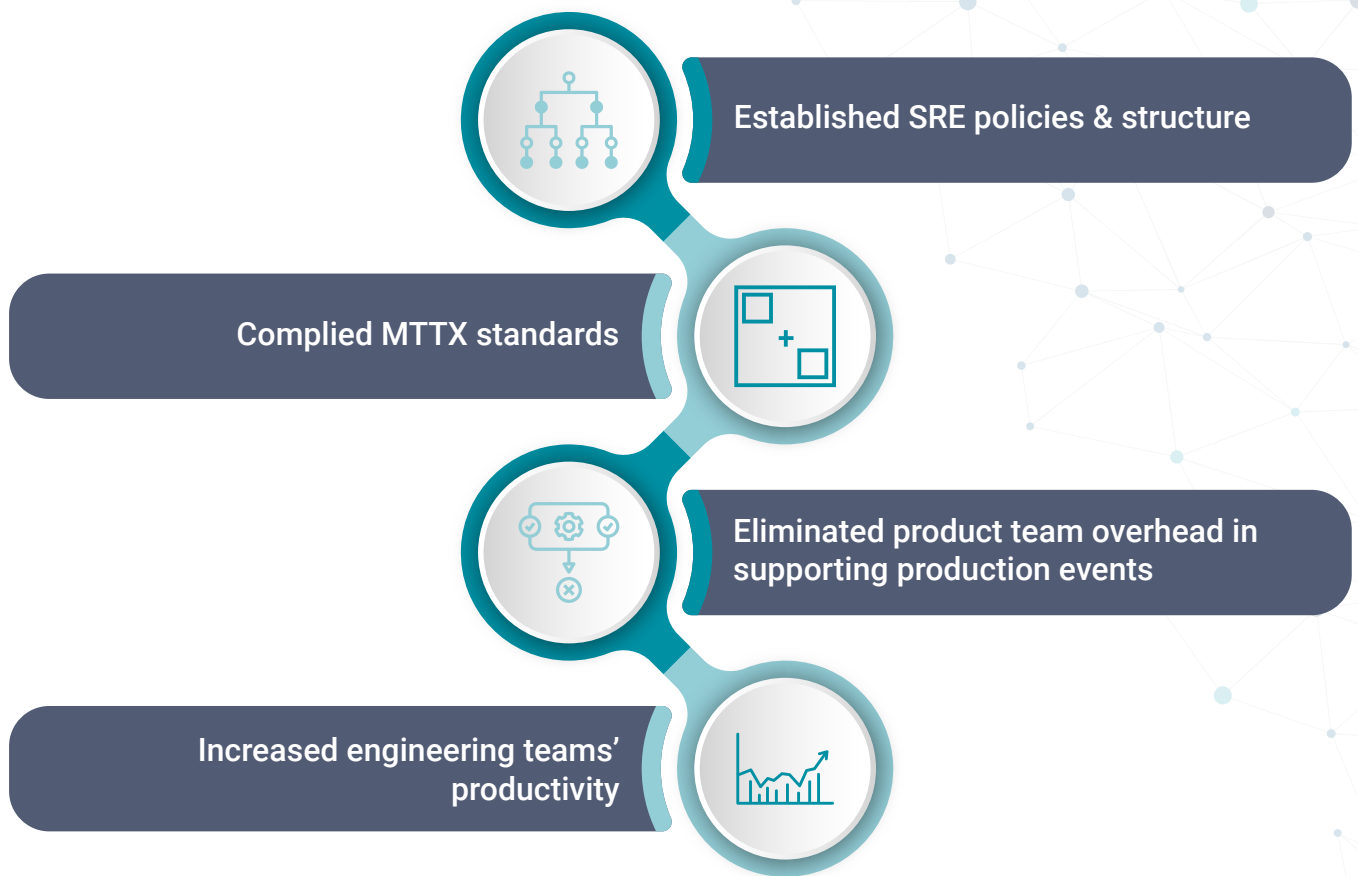 Established SRE policies & structure
Complied MTTX standards
Eliminated product team overhead in
supporting production events
Increased engineering teams’
productivity